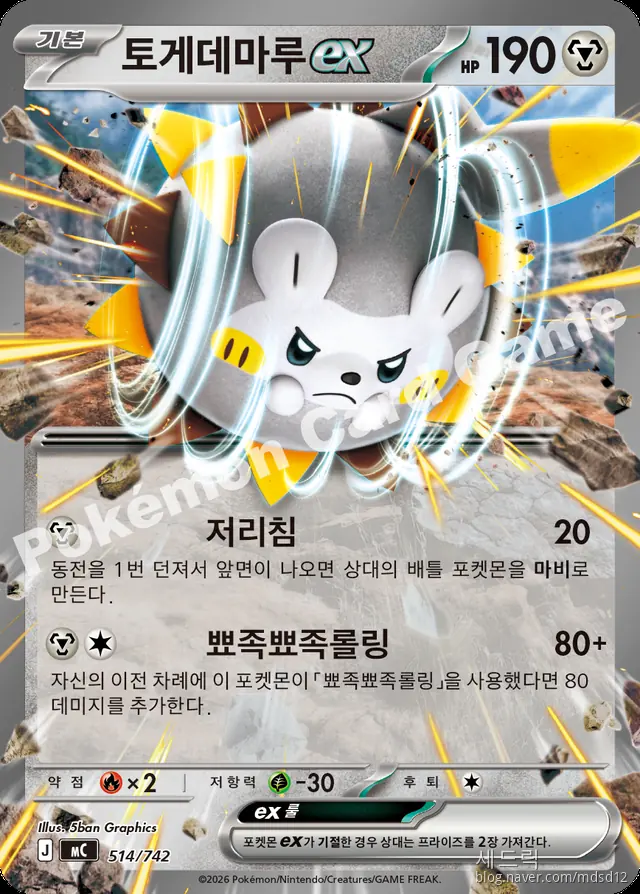 기본
토게데마루 ex
HP 190
Pokémon Card Game
저리침 20
동전을 1번 던져서 앞면이 나오면 상대의 배틀 포켓몬을 마비로
만든다.
뾰족뾰족롤링 80+
자신의 이전 차례에 이 포켓몬이 「뾰족뾰족롤링」을 사용했다면 80
데미지를 추가한다.
약점 ×2 저항력 -30 후퇴
ex 룰
포켓몬 ex가 기절한 경우 상대는 프라이즈를 2장 가져간다.
Illus. 5ban Graphics
J MC 514/742
세드릭
blog.naver.com/mdsd12
©2026 Pokémon/Nintendo/Creatures/GAME FREAK.